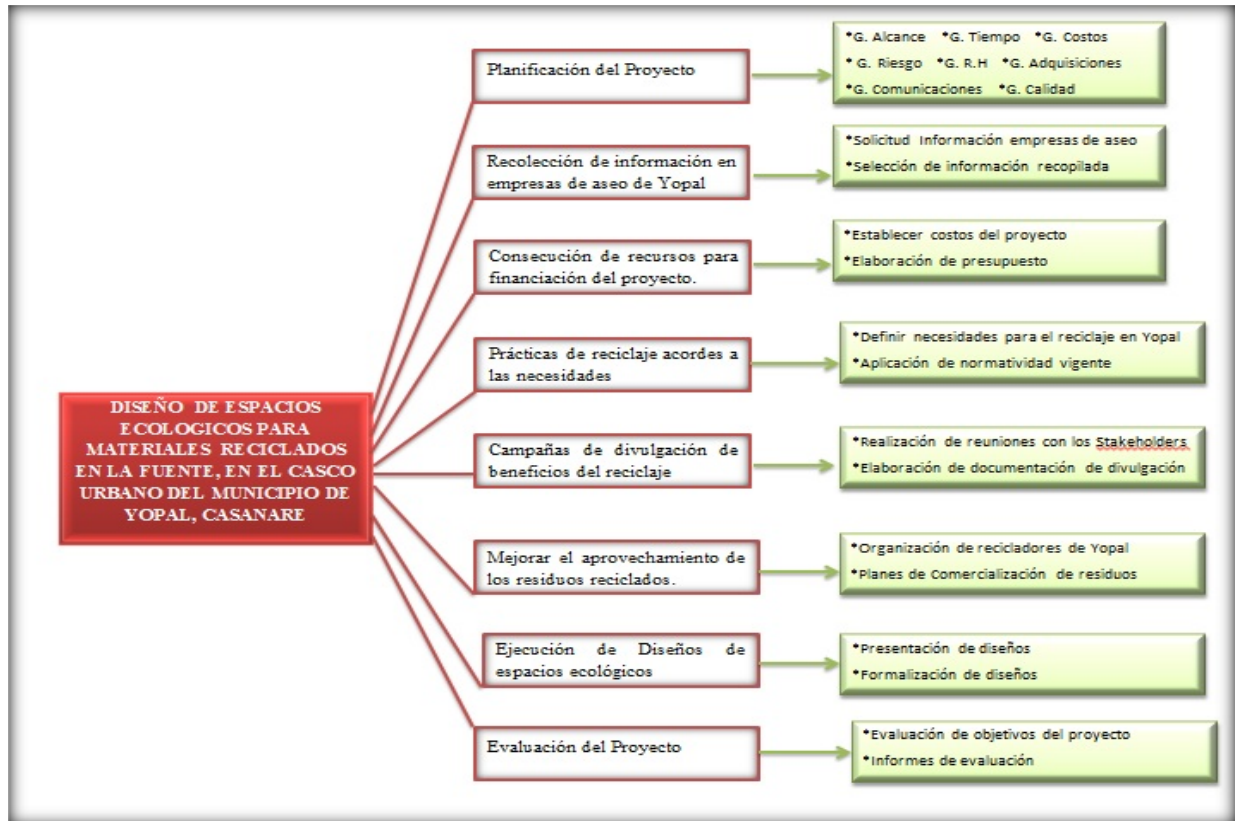 Planificación del Proyecto
*G. Alcance *G. Tiempo *G. Costos
* G. Riesgo *G. R.H *G. Adquisiciones
*G. Comunicaciones *G. Calidad
Recolección de información en
empresas de aseo de Yopal
*Solicitud Información empresas de aseo
*Selección de información recopilada
Consecución de recursos para
financiación del proyecto.
*Establecer costos del proyecto
*Elaboración de presupuesto
Prácticas de reciclaje acordes a
las necesidades
*Definir necesidades para el reciclaje en Yopal
*Aplicación de normatividad vigente
DISEÑO DE ESPACIOS
ECOLOGICOS PARA
MATERIALES RECICLADOS
EN LA FUENTE, EN EL CASCO
URBANO DEL MUNICIPIO DE
YOPAL, CASANARE
Campañas de divulgación de
beneficios del reciclaje
*Realización de reuniones con los Stakeholders
*Elaboración de documentación de divulgación
Mejorar el aprovechamiento de
los residuos reciclados.
*Organización de recicladores de Yopal
*Planes de Comercialización de residuos
Ejecución de Diseños de
espacios ecológicos
*Presentación de diseños
*Formalización de diseños
Evaluación del Proyecto
*Evaluación de objetivos del proyecto
*Informes de evaluación